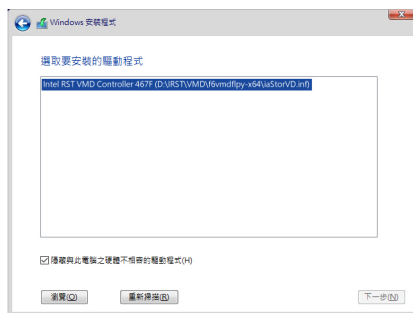 Windows 安裝程式
選取要安裝的驅動程式
Intel RST VMD Controller 467F (D:\IRST\VMD\f6vmdflpy-x64\iaStorVD.inf)
隱藏與此電腦之硬體不相容的驅動程式(H)
瀏覽(O) 重新掃描(R) 下一步(N)